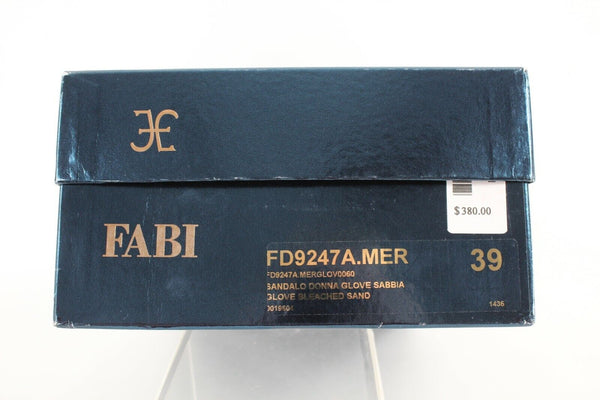 $380.00
FABI
FD9247A.MER 39
FD9247A.MERGLOV0060
SANDALO DONNA GLOVE SABBIA
GLOVE BLEACHED SAND
1436